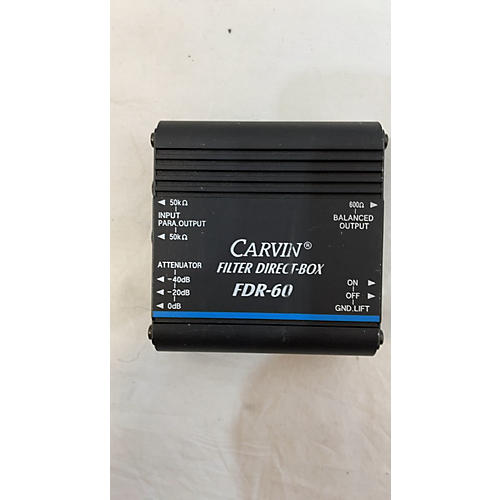 ◀ 50kΩ
INPUT
PARA.OUTPUT
◀ 50kΩ
ATTENUATOR
◀ -40dB
◀ -20dB
◀ 0dB
CARVIN®
FILTER DIRECT-BOX
FDR-60
600Ω ▶
BALANCED
OUTPUT
ON ▶
OFF ▶
GND.LIFT